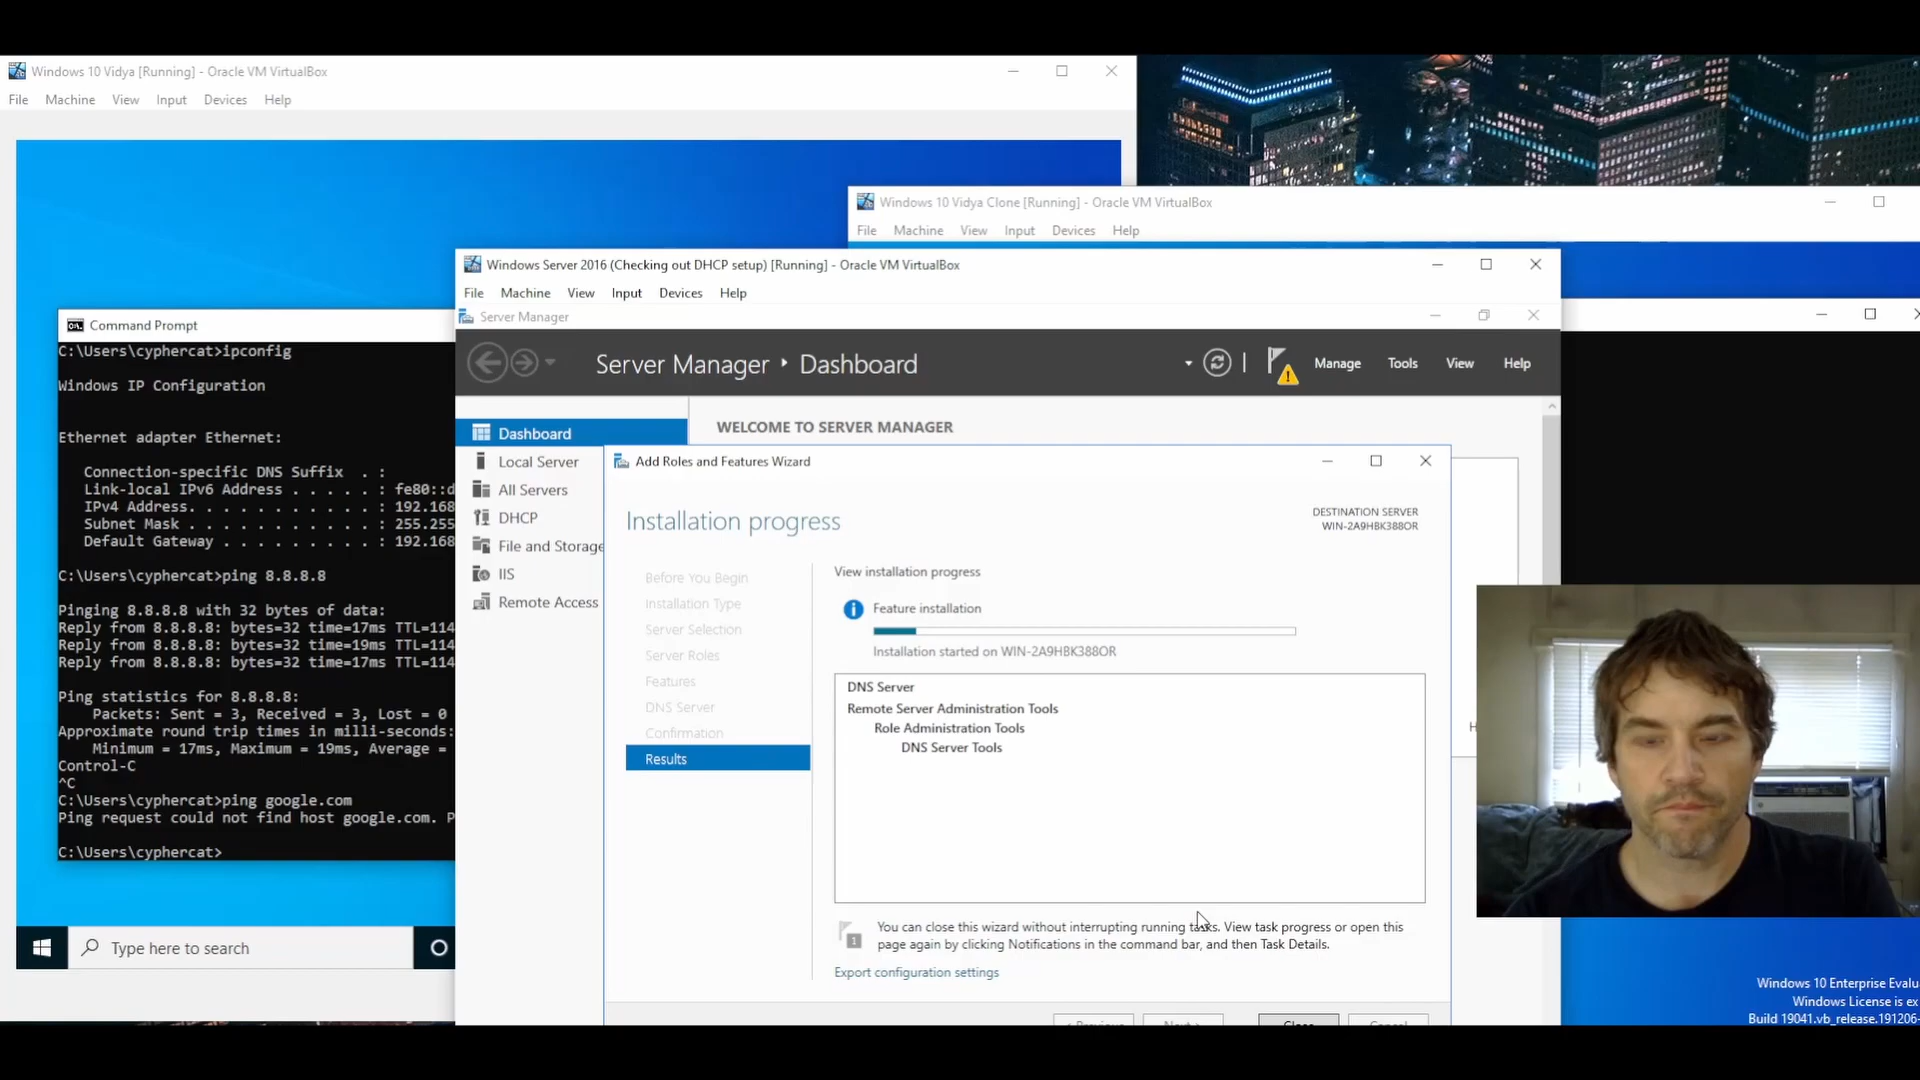 Windows 10 Vidya [Running] - Oracle VM VirtualBox
File Machine View Input Devices Help
Windows 10 Vidya Clone [Running] - Oracle VM VirtualBox
File Machine View Input Devices Help
Windows Server 2016 (Checking out DHCP setup) [Running] - Oracle VM VirtualBox
File Machine View Input Devices Help
Server Manager
Server Manager ‣ Dashboard
Manage Tools View Help
Dashboard
Local Server
All Servers
DHCP
File and Storage
IIS
Remote Access
WELCOME TO SERVER MANAGER
Add Roles and Features Wizard
Installation progress
DESTINATION SERVER
WIN-2A9HBK388OR
Before You Begin
Installation Type
Server Selection
Server Roles
Features
DNS Server
Confirmation
Results
View installation progress
Feature installation
Installation started on WIN-2A9HBK388OR
DNS Server
Remote Server Administration Tools
Role Administration Tools
DNS Server Tools
1
You can close this wizard without interrupting running tasks. View task progress or open this
page again by clicking Notifications in the command bar, and then Task Details.
Export configuration settings
< Previous Next > Close Cancel
Command Prompt
C:\Users\cyphercat>ipconfig
Windows IP Configuration
Ethernet adapter Ethernet:
Connection-specific DNS Suffix . :
Link-local IPv6 Address . . . . . : fe80::d
IPv4 Address. . . . . . . . . . . : 192.168
Subnet Mask . . . . . . . . . . . : 255.255
Default Gateway . . . . . . . . . : 192.168
C:\Users\cyphercat>ping 8.8.8.8
Pinging 8.8.8.8 with 32 bytes of data:
Reply from 8.8.8.8: bytes=32 time=17ms TTL=114
Reply from 8.8.8.8: bytes=32 time=19ms TTL=114
Reply from 8.8.8.8: bytes=32 time=17ms TTL=114
Ping statistics for 8.8.8.8:
Packets: Sent = 3, Received = 3, Lost = 0
Approximate round trip times in milli-seconds:
Minimum = 17ms, Maximum = 19ms, Average =
Control-C
^C
C:\Users\cyphercat>ping google.com
Ping request could not find host google.com. P
C:\Users\cyphercat>
Type here to search
Windows 10 Enterprise Evalu
Windows License is ex
Build 19041.vb_release.191206-